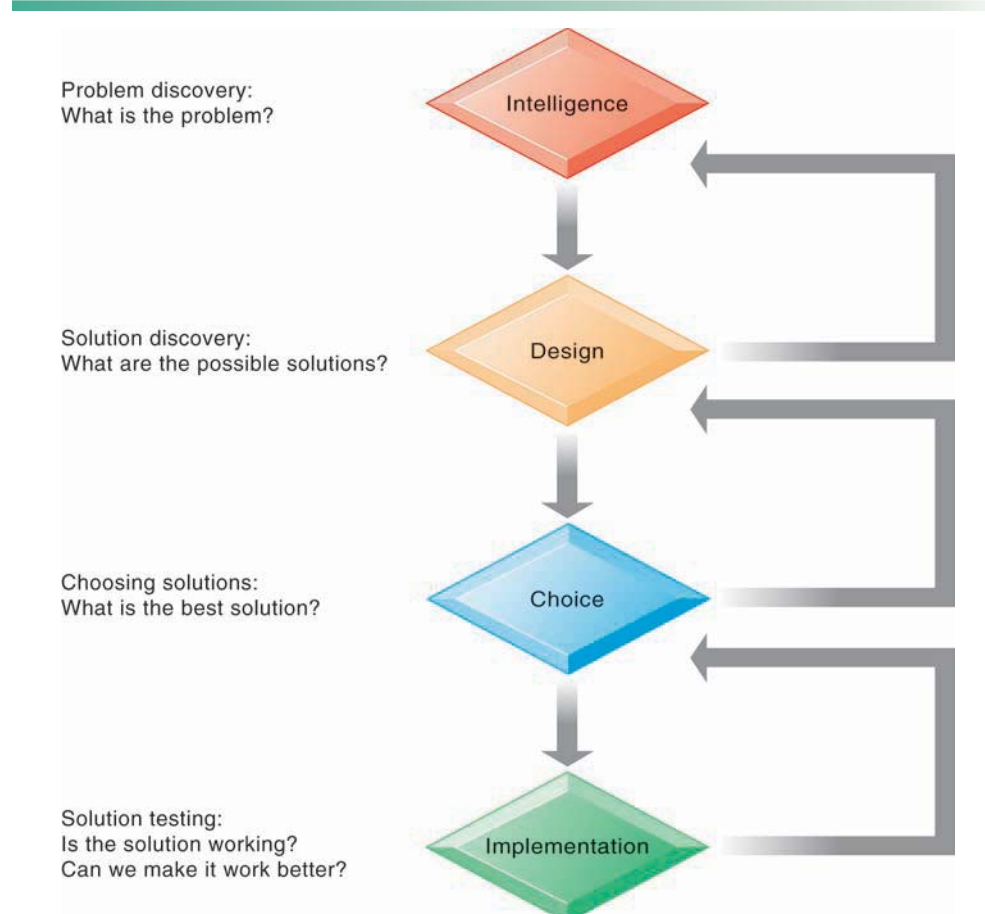 Problem discovery:
What is the problem?
Intelligence
Solution discovery:
What are the possible solutions?
Design
Choosing solutions:
What is the best solution?
Choice
Solution testing:
Is the solution working?
Can we make it work better?
Implementation